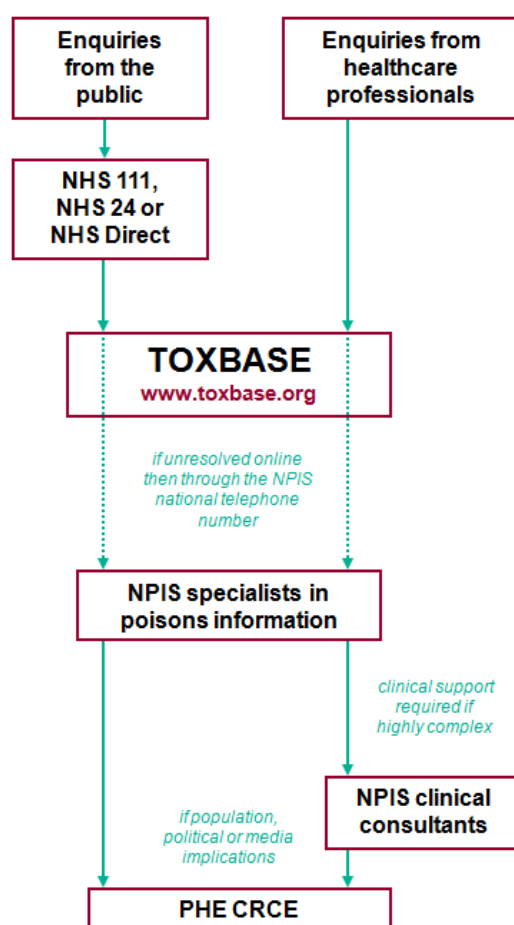 Enquiries
from the
public
Enquiries from
healthcare
professionals
NHS 111,
NHS 24 or
NHS Direct
TOXBASE
www.toxbase.org
if unresolved online
then through the NPIS
national telephone
number
NPIS specialists in
poisons information
clinical support
required if
highly complex
NPIS clinical
consultants
if population,
political or media
implications
PHE CRCE